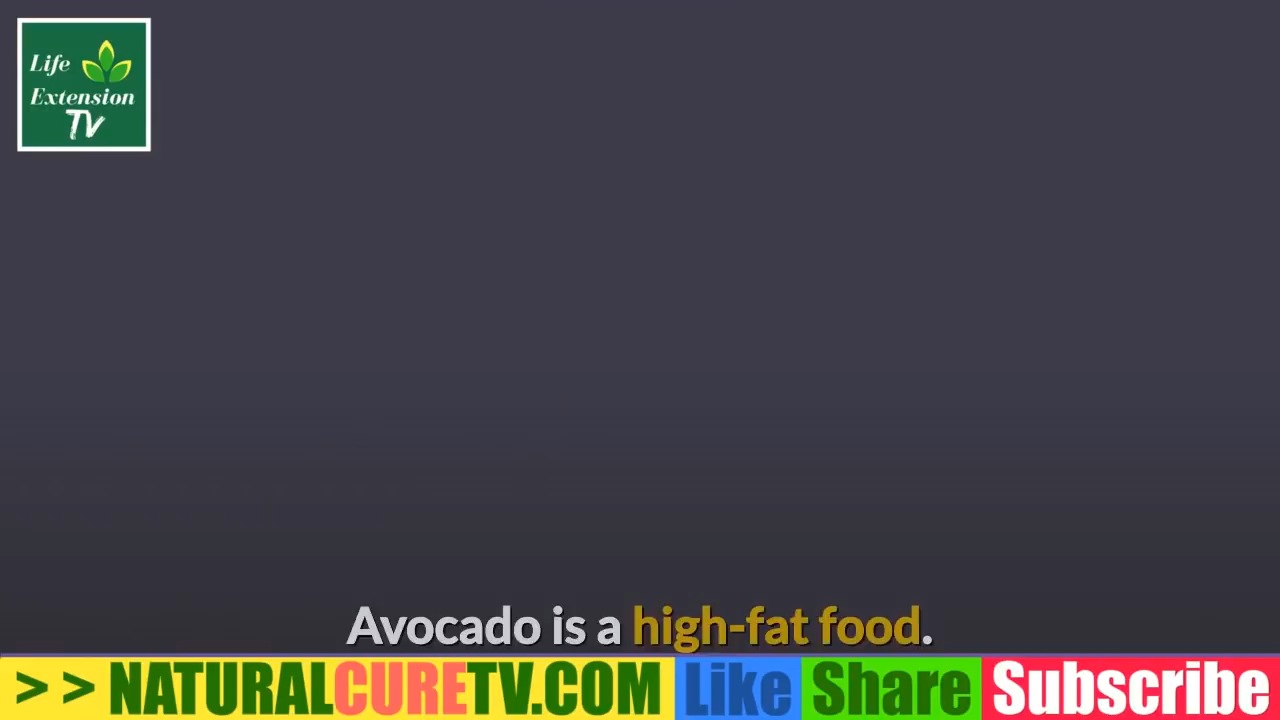 Life
Extension
TV
Avocado is a high-fat food.
> > NATURALCURETV.COM Like Share Subscribe